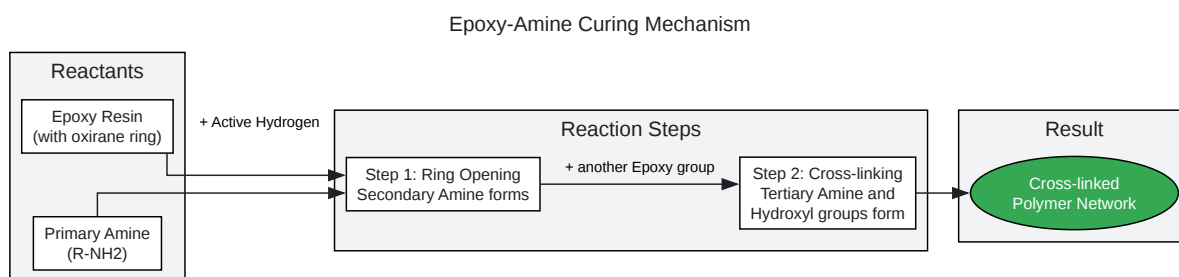 Epoxy-Amine Curing Mechanism
Reactants
Epoxy Resin
(with oxirane ring)
Primary Amine
(R-NH2)
+ Active Hydrogen
Reaction Steps
Step 1: Ring Opening
Secondary Amine forms
+ another Epoxy group
Step 2: Cross-linking
Tertiary Amine and
Hydroxyl groups form
Result
Cross-linked
Polymer Network